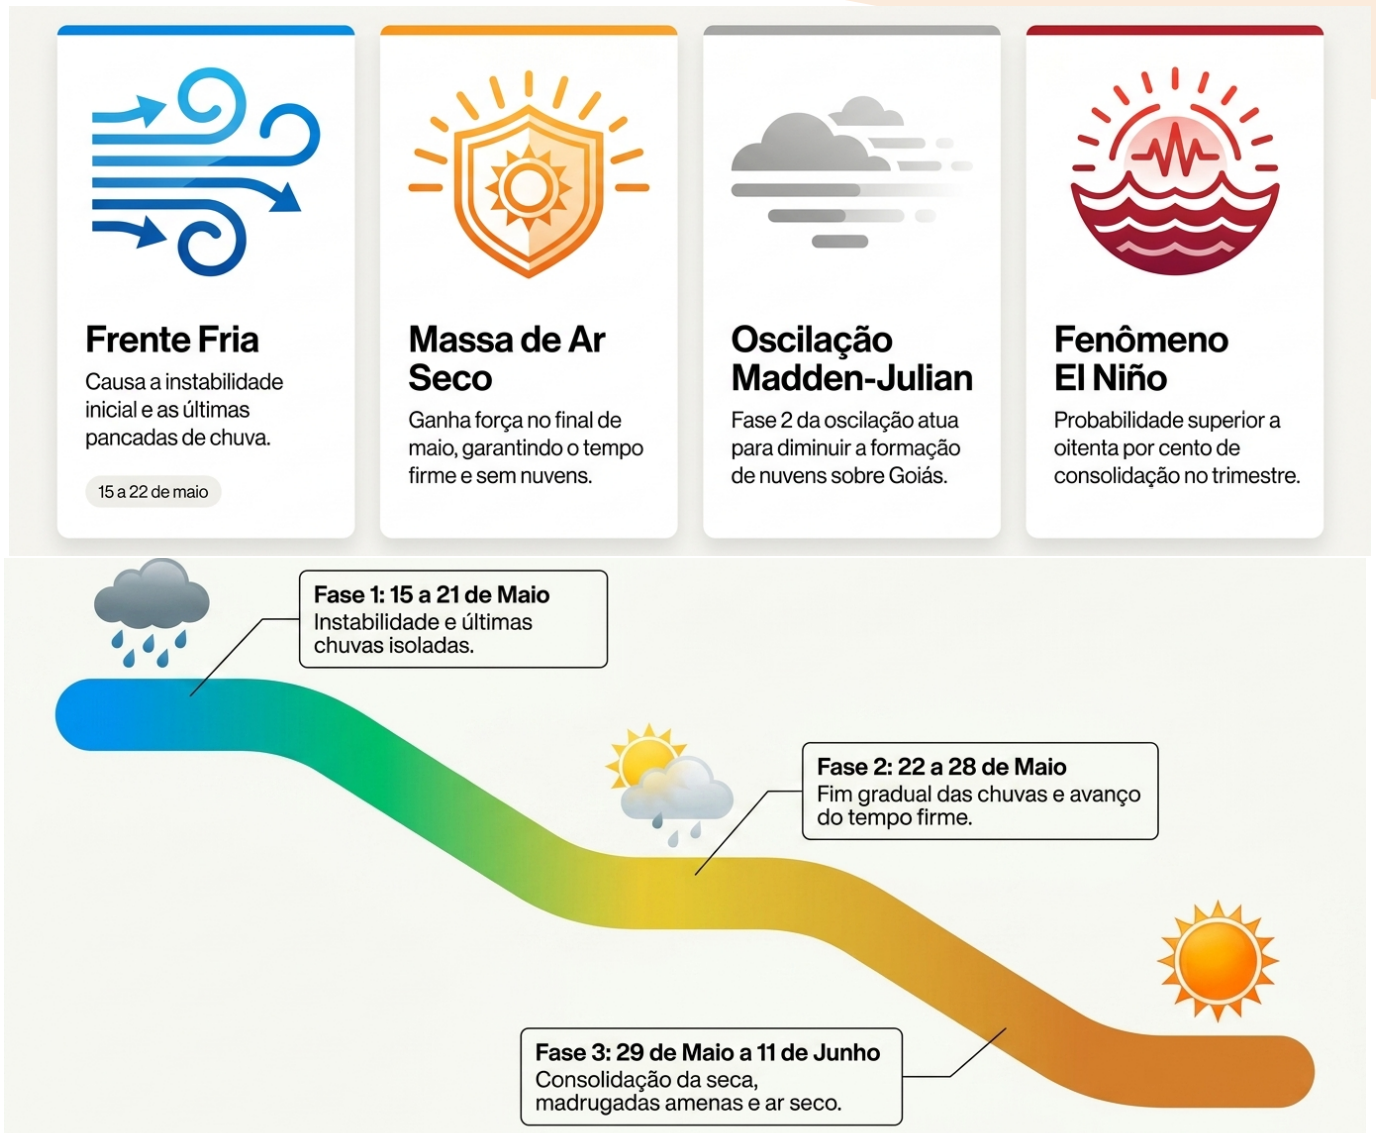 Frente Fria
Causa a instabilidade
inicial e as últimas
pancadas de chuva.
15 a 22 de maio
Massa de Ar
Seco
Ganha força no final de
maio, garantindo o tempo
firme e sem nuvens.
Oscilação
Madden-Julian
Fase 2 da oscilação atua
para diminuir a formação
de nuvens sobre Goiás.
Fenômeno
El Niño
Probabilidade superior a
oitenta por cento de
consolidação no trimestre.
Fase 1: 15 a 21 de Maio
Instabilidade e últimas
chuvas isoladas.
Fase 2: 22 a 28 de Maio
Fim gradual das chuvas e avanço
do tempo firme.
Fase 3: 29 de Maio a 11 de Junho
Consolidação da seca,
madrugadas amenas e ar seco.